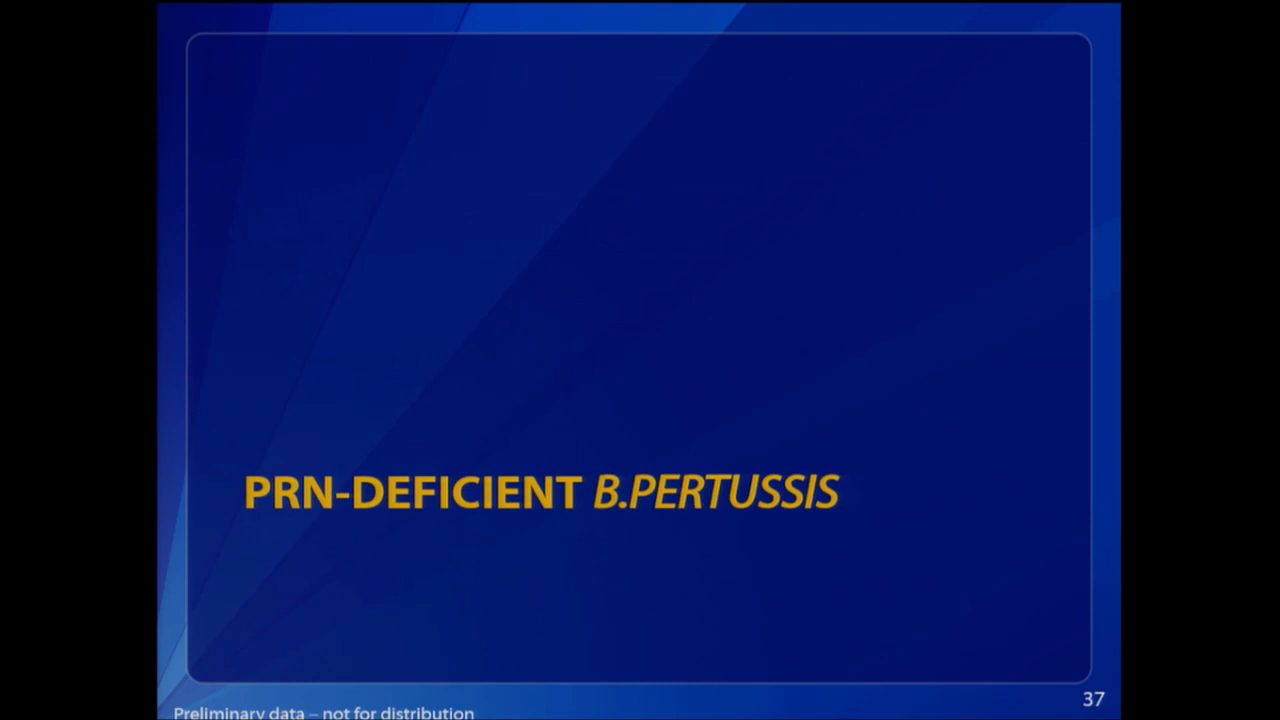 PRN-DEFICIENT B.PERTUSSIS
37
Preliminary data – not for distribution